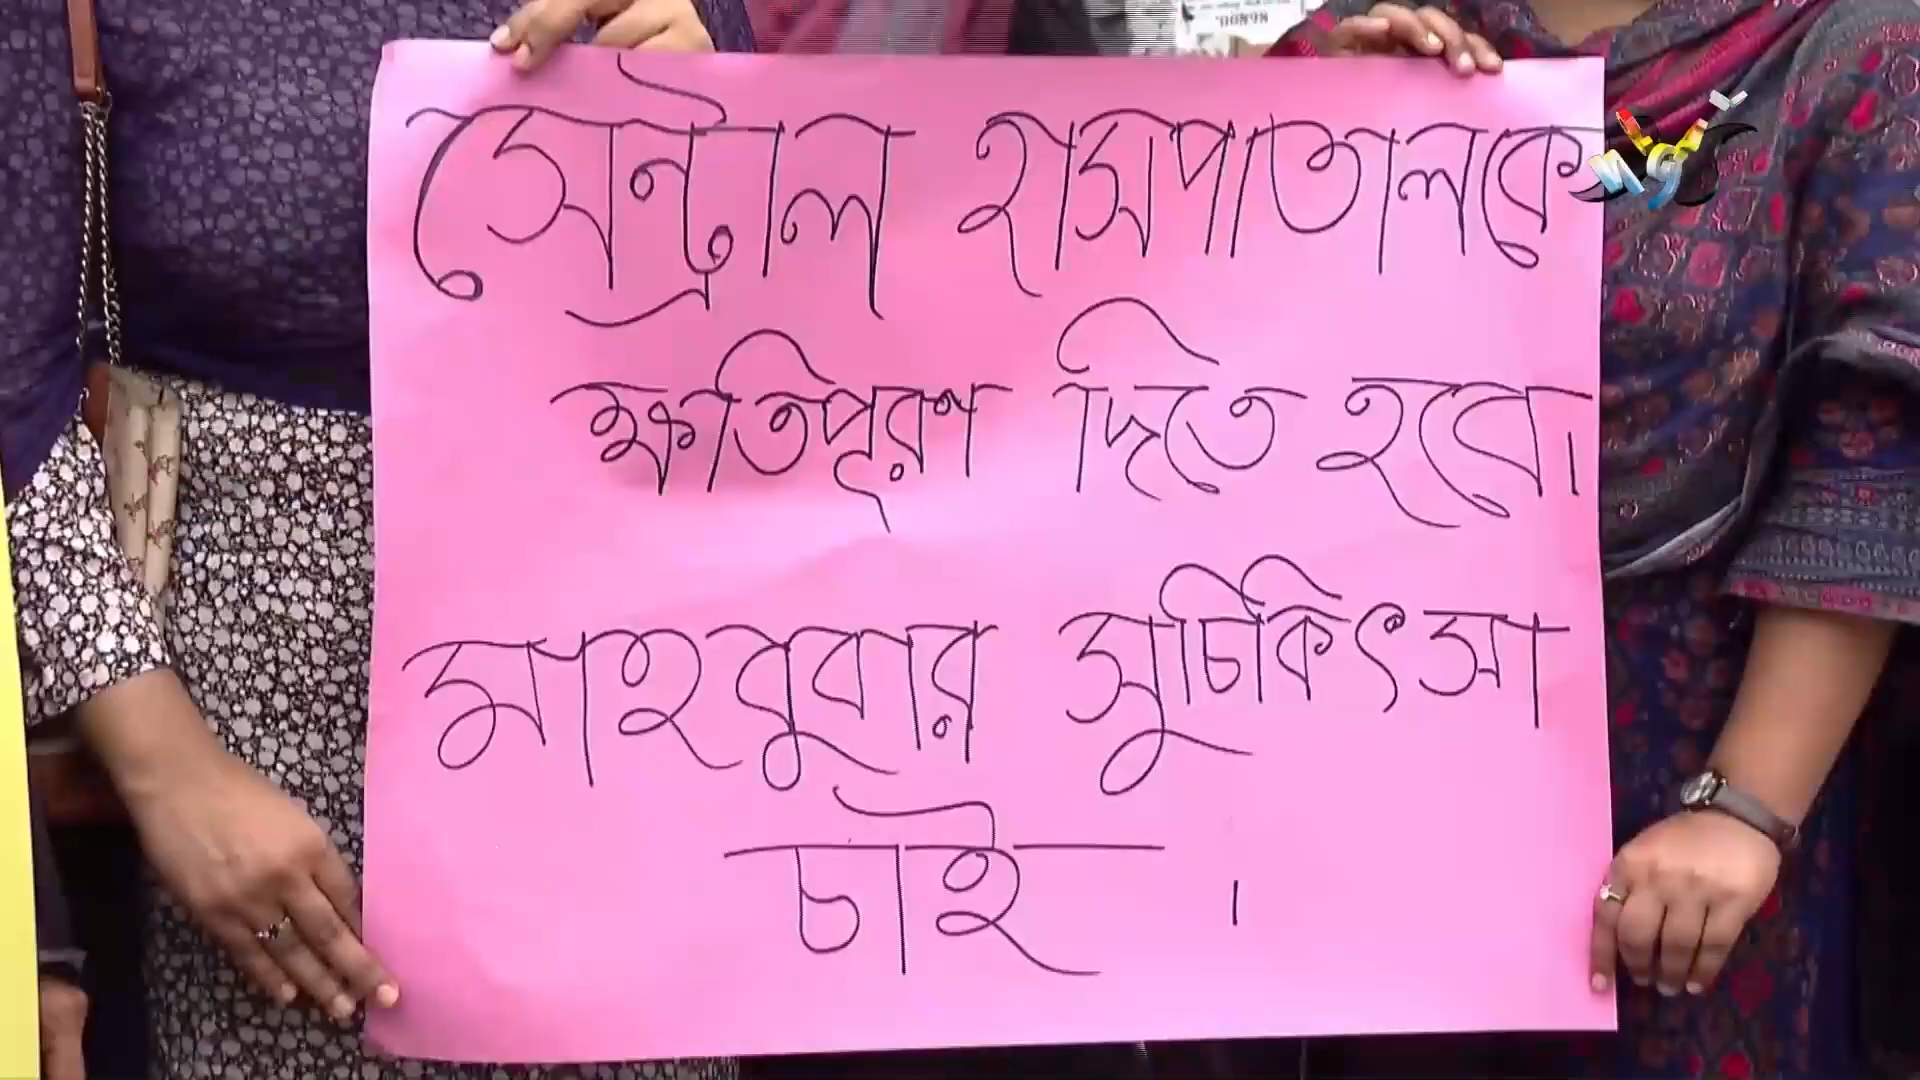 সেন্ট্রাল হাসপাতালকে
ক্ষতিপূরণ দিতে হবে।
মাহবুবার সুচিকিৎসা
চাই ।